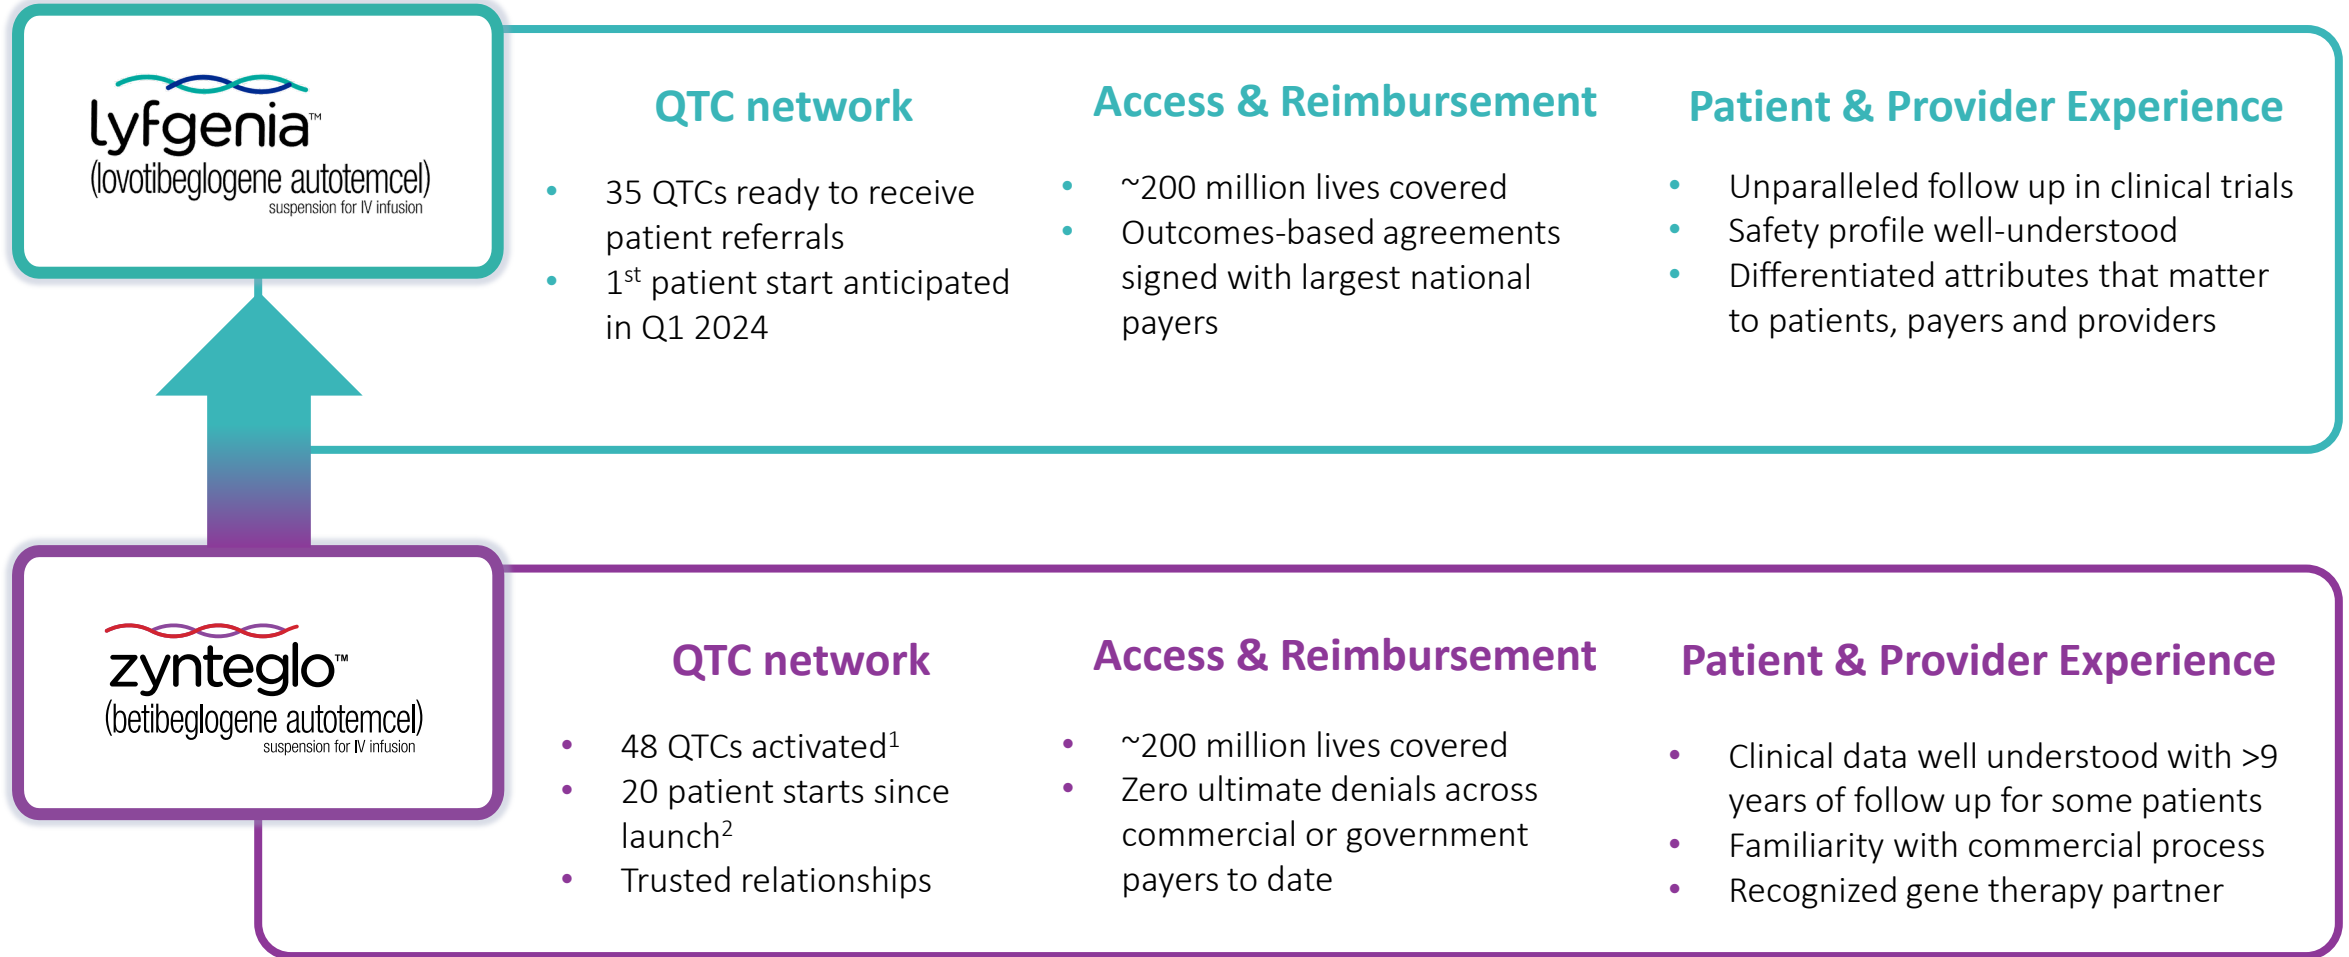 lyfgenia™
(lovotibeglogene autotemcel)
suspension for IV infusion
QTC network
• 35 QTCs ready to receive
patient referrals
• 1st patient start anticipated
in Q1 2024
Access & Reimbursement
• ~200 million lives covered
• Outcomes-based agreements
signed with largest national
payers
Patient & Provider Experience
• Unparalleled follow up in clinical trials
• Safety profile well-understood
• Differentiated attributes that matter
to patients, payers and providers
zynteglo™
(betibeglogene autotemcel)
suspension for IV infusion
QTC network
• 48 QTCs activated1
• 20 patient starts since
launch2
• Trusted relationships
Access & Reimbursement
• ~200 million lives covered
• Zero ultimate denials across
commercial or government
payers to date
Patient & Provider Experience
• Clinical data well understood with >9
years of follow up for some patients
• Familiarity with commercial process
• Recognized gene therapy partner